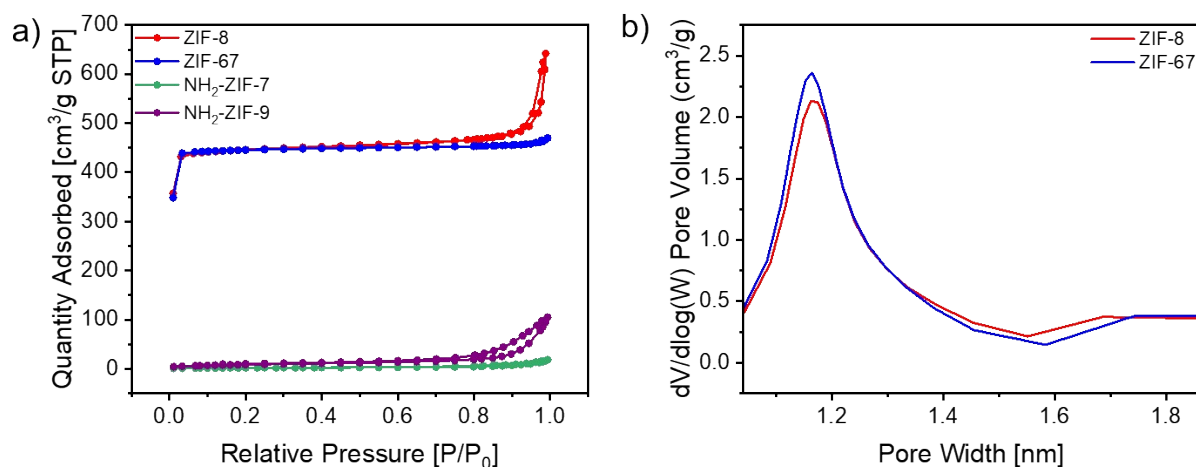 a)
Quantity Adsorbed [cm³/g STP]
700
600
500
400
300
200
100
0
ZIF-8
ZIF-67
NH₂-ZIF-7
NH₂-ZIF-9
0.0 0.2 0.4 0.6 0.8 1.0
Relative Pressure [P/P₀]
b)
dV/dlog(W) Pore Volume (cm³/g)
2.5
2.0
1.5
1.0
0.5
0.0
ZIF-8
ZIF-67
1.2 1.4 1.6 1.8
Pore Width [nm]